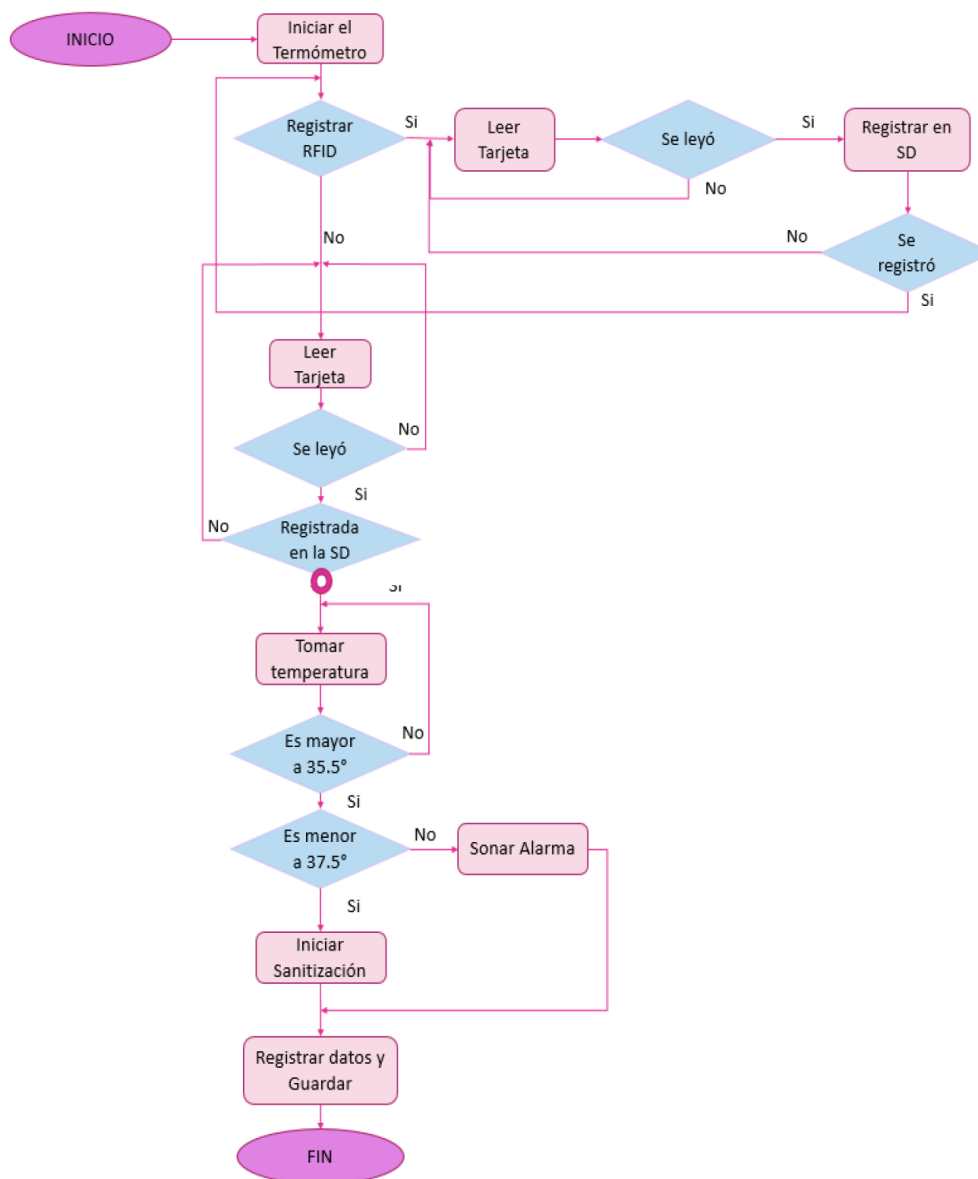 INICIO
Iniciar el
Termómetro
Registrar
RFID
Si
Leer
Tarjeta
Se leyó
Si
Registrar en
SD
No
No
Se
registró
Si
No
Leer
Tarjeta
Se leyó
No
Si
Registrada
en la SD
No
Si
Tomar
temperatura
Es mayor
a 35.5°
No
Si
Es menor
a 37.5°
No
Sonar Alarma
Si
Iniciar
Sanitización
Registrar datos y
Guardar
FIN